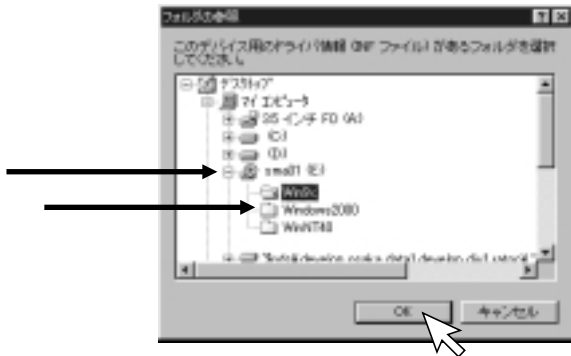 フォルダの参照
このデバイス用のドライバ情報 (INF ファイル) があるフォルダを選択
してください。
デスクトップ
マイ コンピュータ
3.5 インチ FD (A:)
(C:)
(D:)
(E:)
Win9x
Windows2000
WinNT40
OK
キャンセル